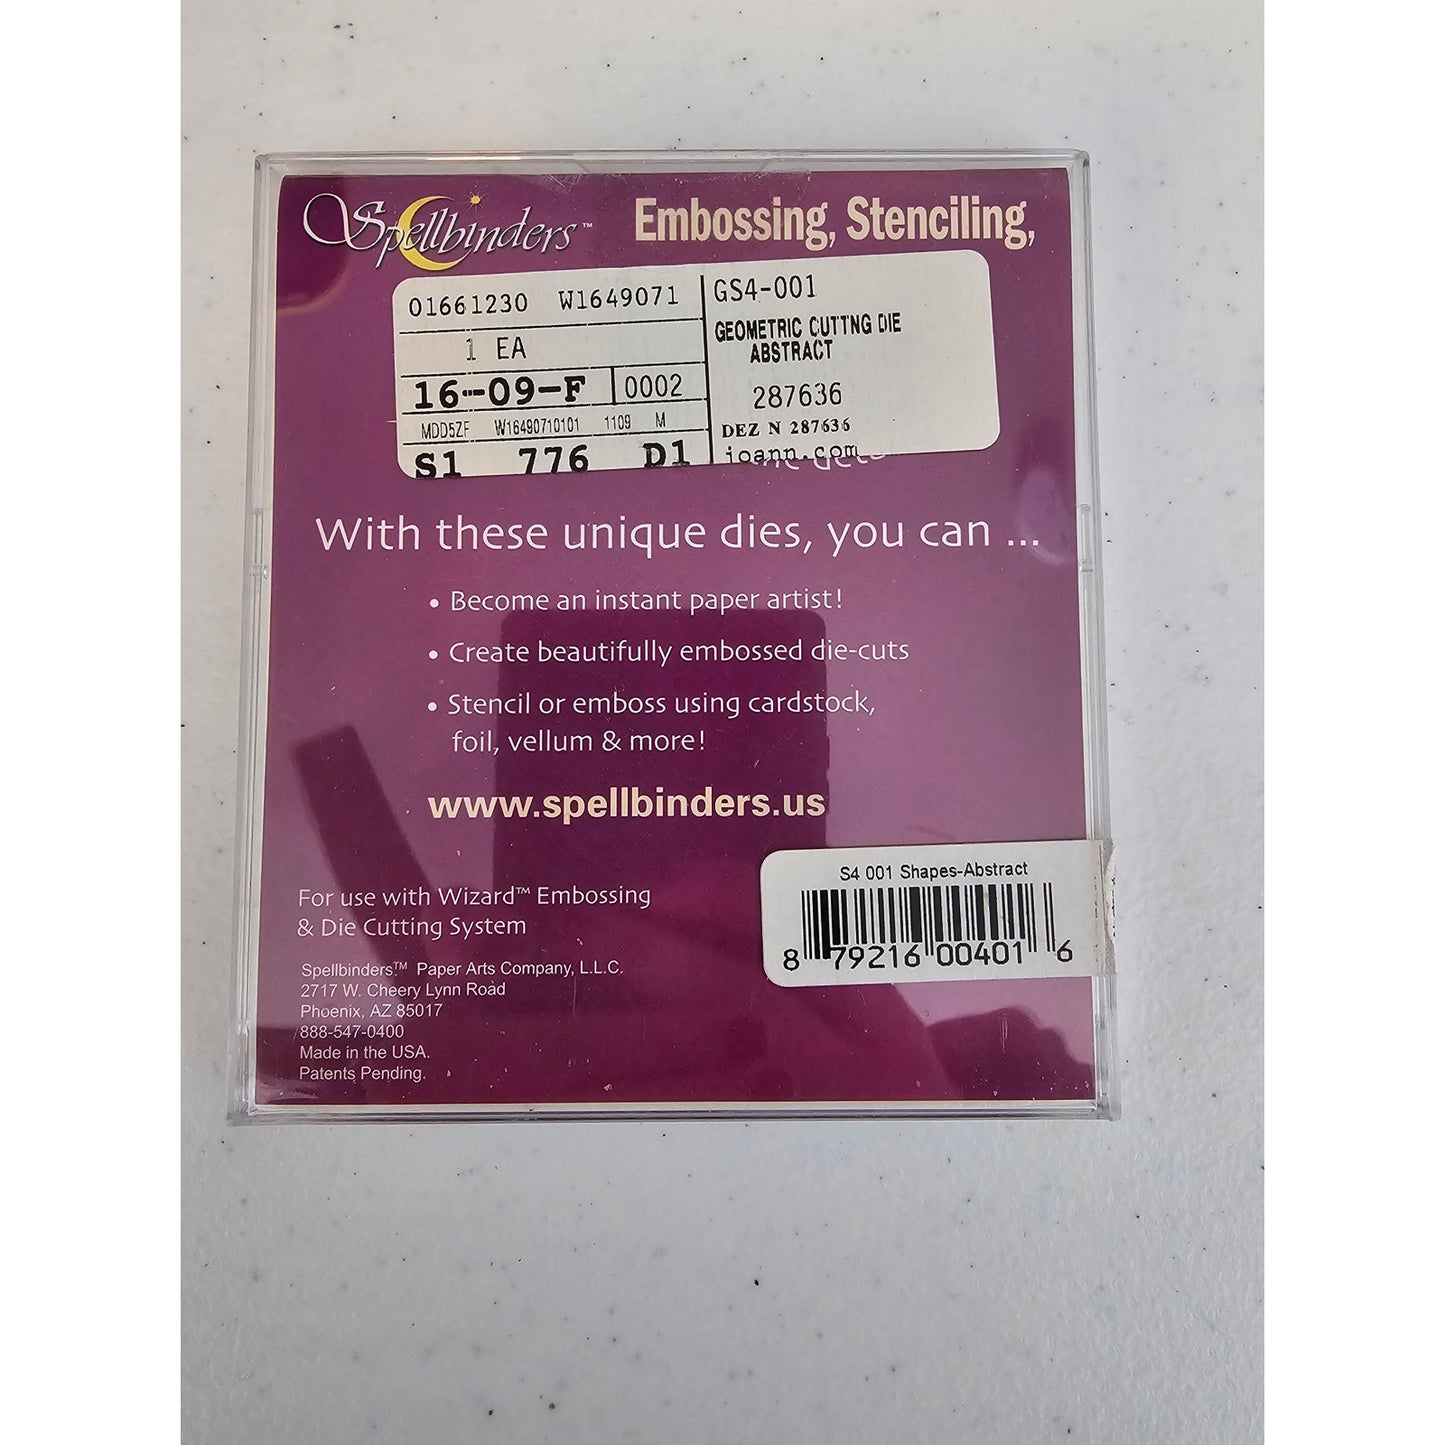 Spellbinders™
Embossing, Stenciling,
01661230 W1649071
1 EA
16-09-F 0002
MDD5ZF W16490710101 1109 M
S1 776 D1
GS4-001
GEOMETRIC CUTTNG DIE
ABSTRACT
287636
DEZ N 287636
joann.com
With these unique dies, you can ...
• Become an instant paper artist!
• Create beautifully embossed die-cuts
• Stencil or emboss using cardstock,
foil, vellum & more!
www.spellbinders.us
For use with Wizard™ Embossing
& Die Cutting System
Spellbinders™ Paper Arts Company, L.L.C.
2717 W. Cheery Lynn Road
Phoenix, AZ 85017
888-547-0400
Made in the USA.
Patents Pending.
S4 001 Shapes-Abstract
8 79216 00401 6